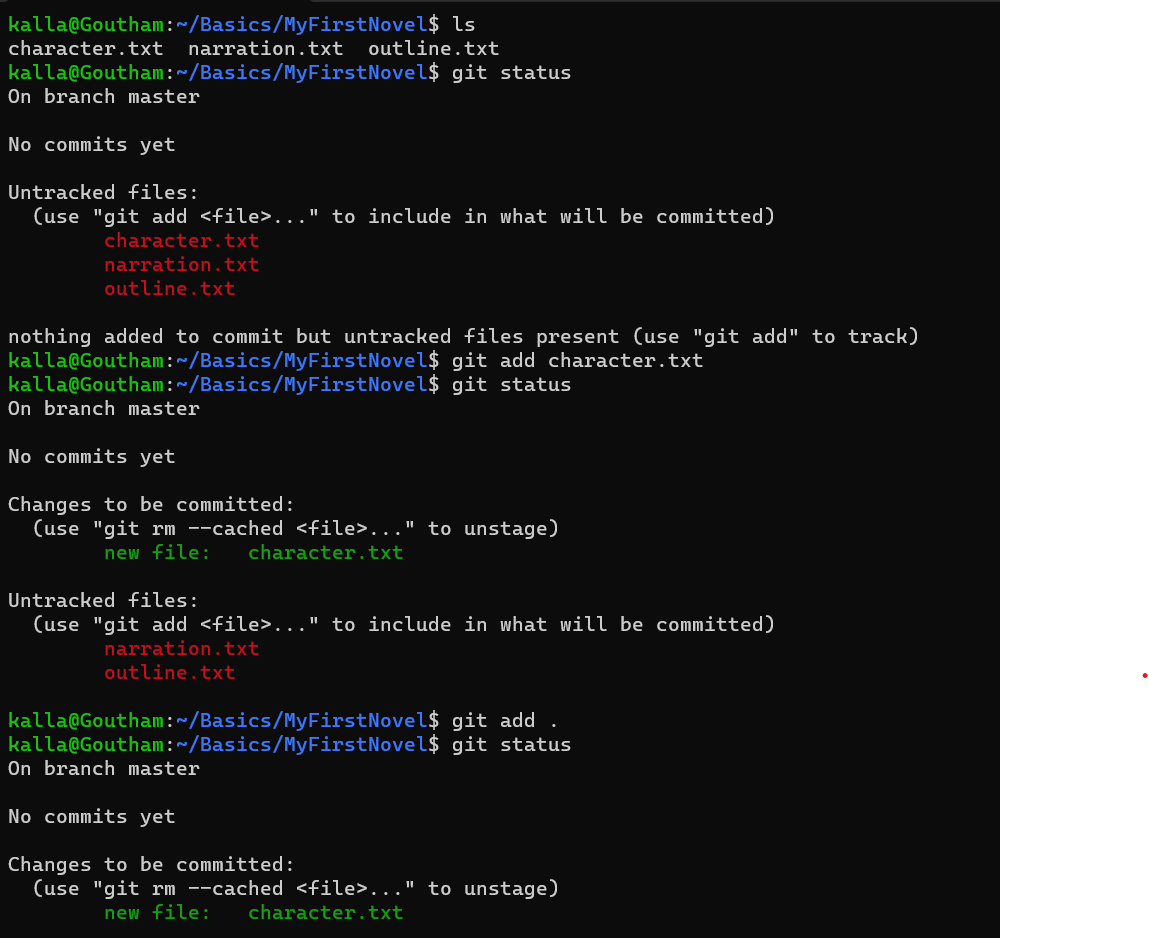 kalla@Goutham:~/Basics/MyFirstNovel$ ls
character.txt  narration.txt  outline.txt
kalla@Goutham:~/Basics/MyFirstNovel$ git status
On branch master
No commits yet
Untracked files:
  (use "git add <file>..." to include in what will be committed)
        character.txt
        narration.txt
        outline.txt
nothing added to commit but untracked files present (use "git add" to track)
kalla@Goutham:~/Basics/MyFirstNovel$ git add character.txt
kalla@Goutham:~/Basics/MyFirstNovel$ git status
On branch master
No commits yet
Changes to be committed:
  (use "git rm --cached <file>..." to unstage)
        new file:   character.txt
Untracked files:
  (use "git add <file>..." to include in what will be committed)
        narration.txt
        outline.txt
kalla@Goutham:~/Basics/MyFirstNovel$ git add .
kalla@Goutham:~/Basics/MyFirstNovel$ git status
On branch master
No commits yet
Changes to be committed:
  (use "git rm --cached <file>..." to unstage)
        new file:   character.txt